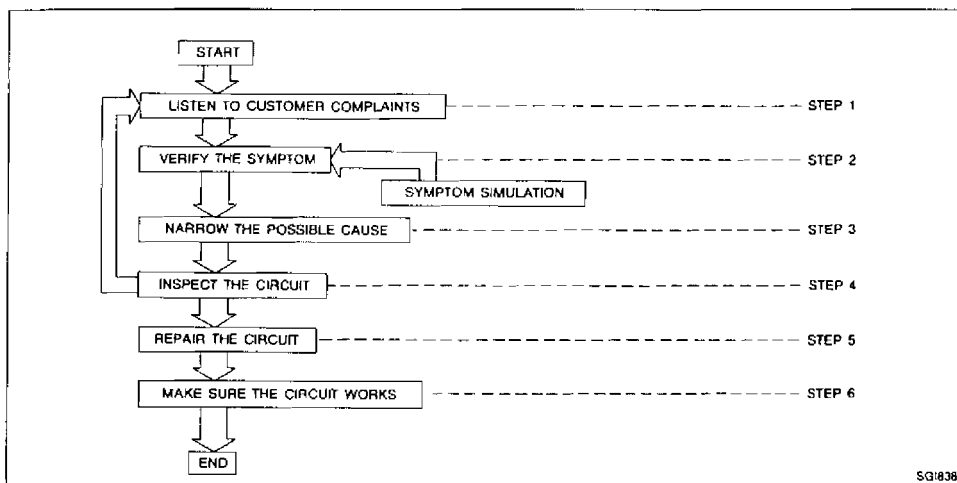 START
LISTEN TO CUSTOMER COMPLAINTS STEP 1
VERIFY THE SYMPTOM STEP 2
SYMPTOM SIMULATION
NARROW THE POSSIBLE CAUSE STEP 3
INSPECT THE CIRCUIT STEP 4
REPAIR THE CIRCUIT STEP 5
MAKE SURE THE CIRCUIT WORKS STEP 6
END
SGI838